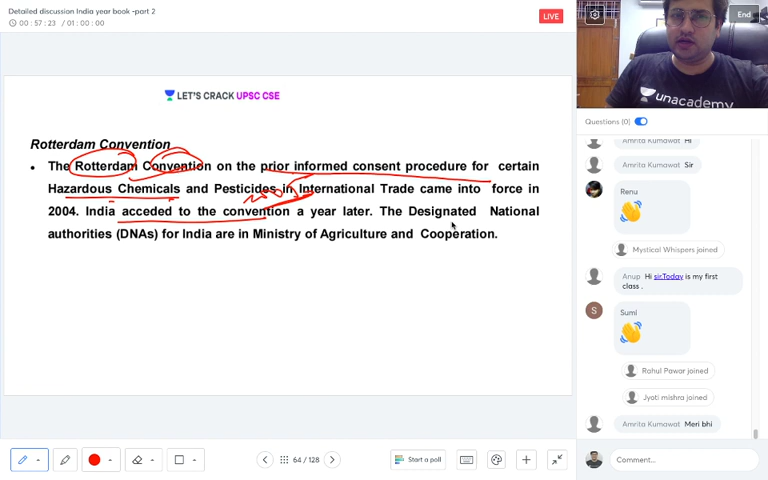 Detailed discussion India year book -part 2
00 : 57 : 23 / 01 : 00 : 00
LIVE
End
LET'S CRACK UPSC CSE
unacademy
Rotterdam Convention
• The Rotterdam Convention on the prior informed consent procedure for certain
Hazardous Chemicals and Pesticides in International Trade came into force in
2005
2004. India acceded to the convention a year later. The Designated National
authorities (DNAs) for India are in Ministry of Agriculture and Cooperation.
Questions (0)
Amrita Kumawat Hi
Amrita Kumawat Sir
Renu
Mystical Whispers joined
Anup Hi sir.Today is my first
class .
S
Sumi
Rahul Pawar joined
Jyoti mishra joined
Amrita Kumawat Meri bhi
64 / 128
Start a poll
Comment...